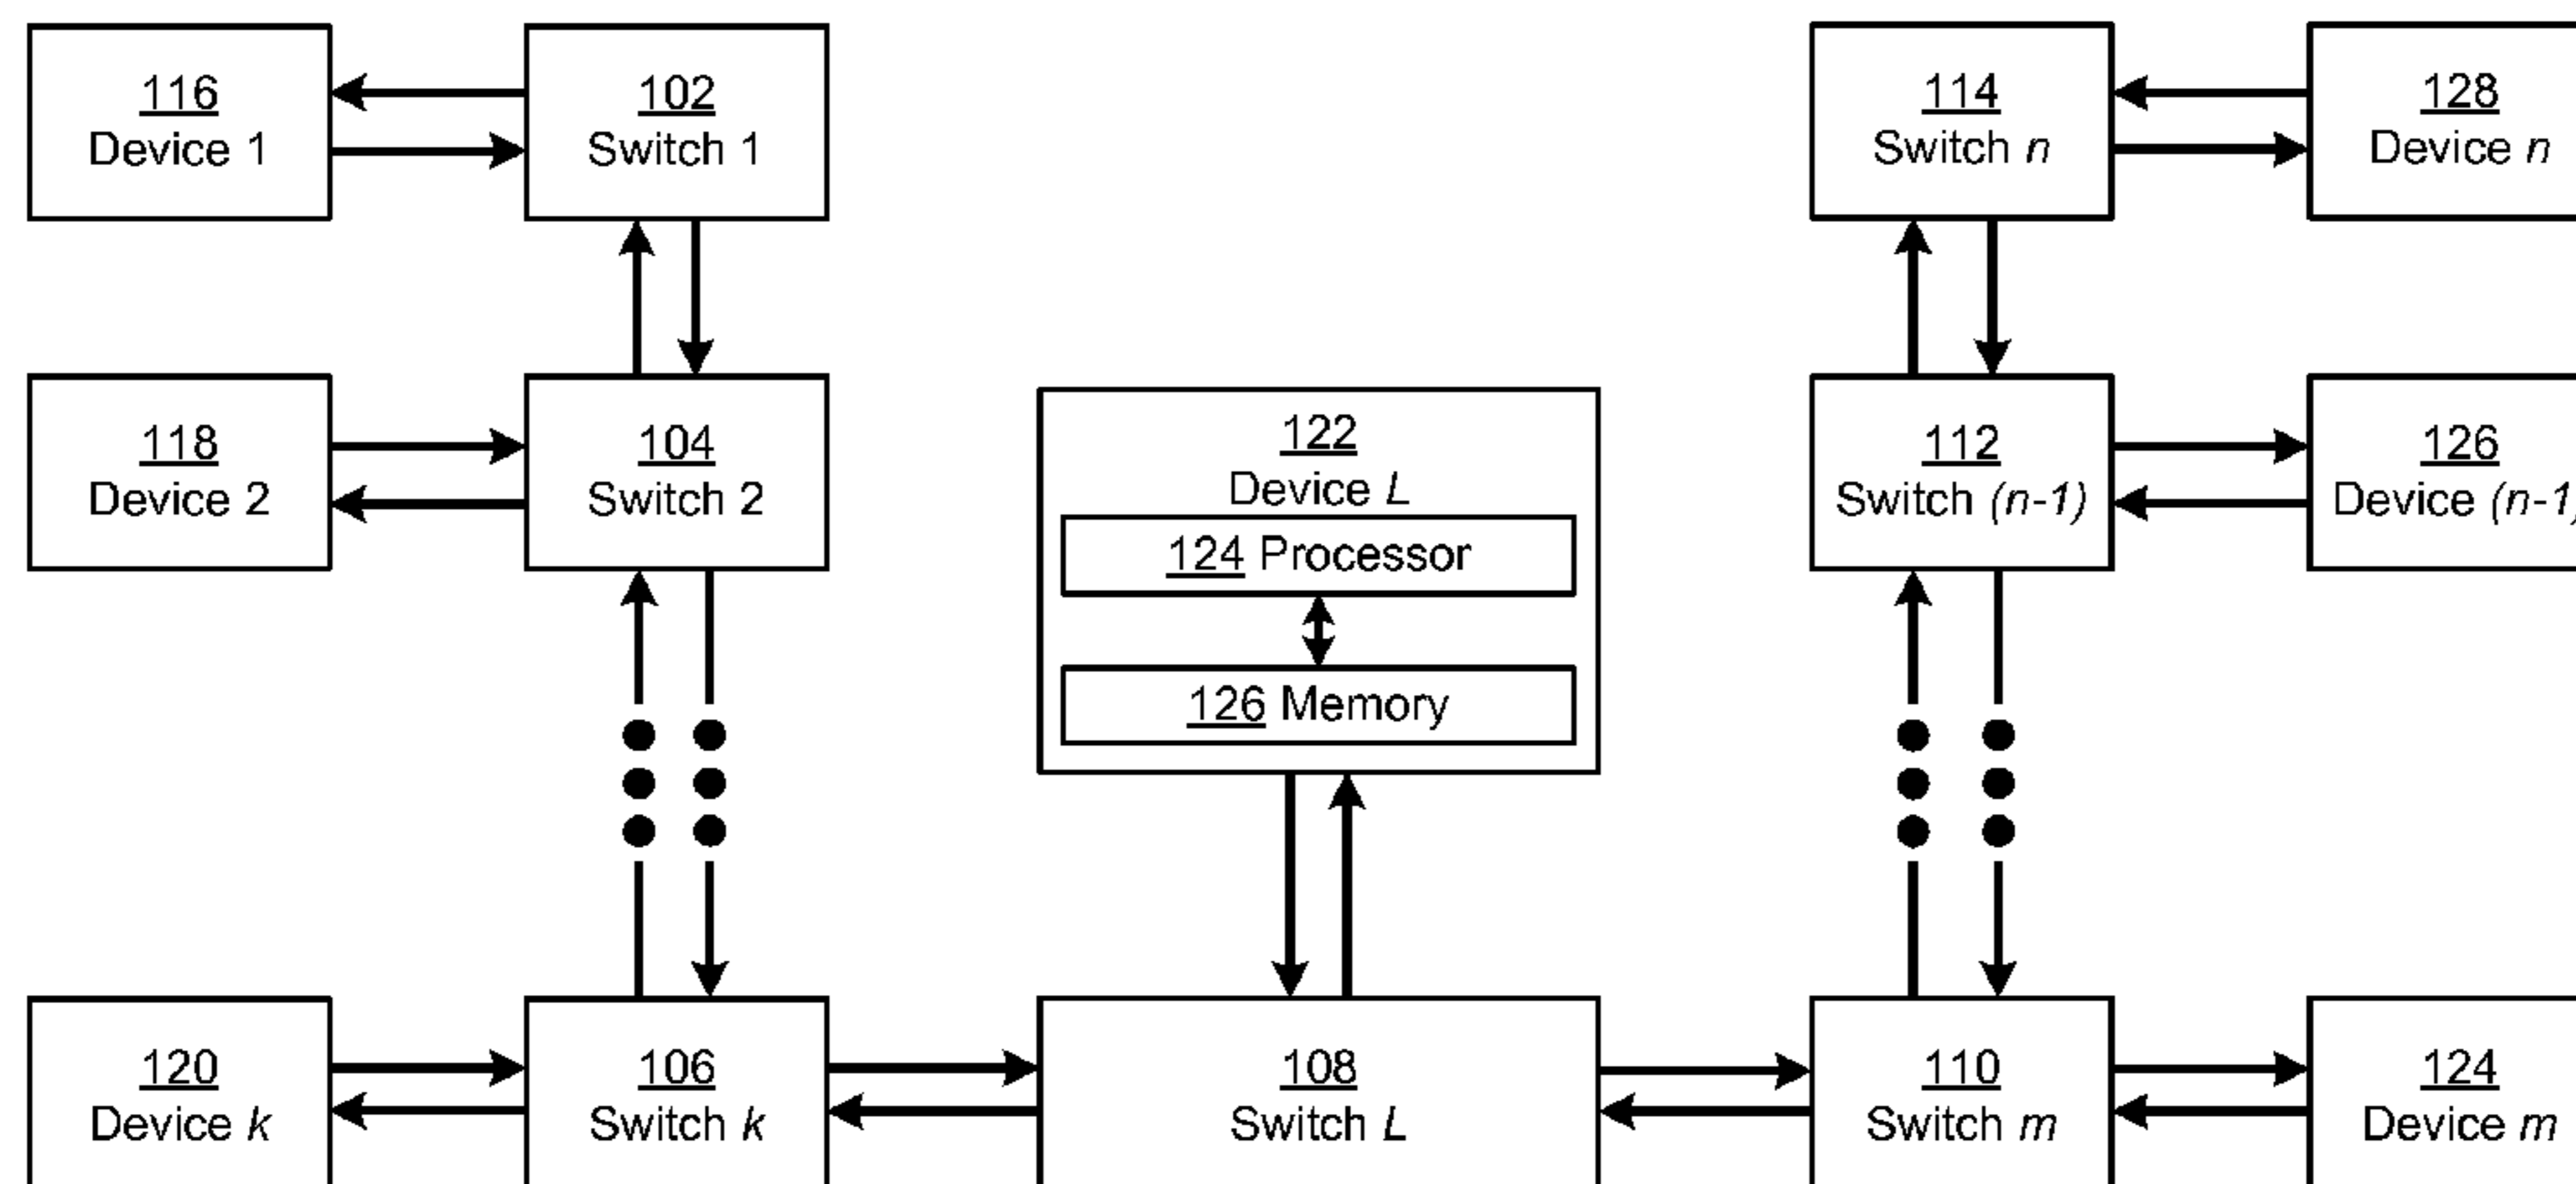 116
Device 1
102
Switch 1
114
Switch n
128
Device n
118
Device 2
104
Switch 2
122
Device L
124 Processor
126 Memory
112
Switch (n-1)
126
Device (n-1)
120
Device k
106
Switch k
108
Switch L
110
Switch m
124
Device m